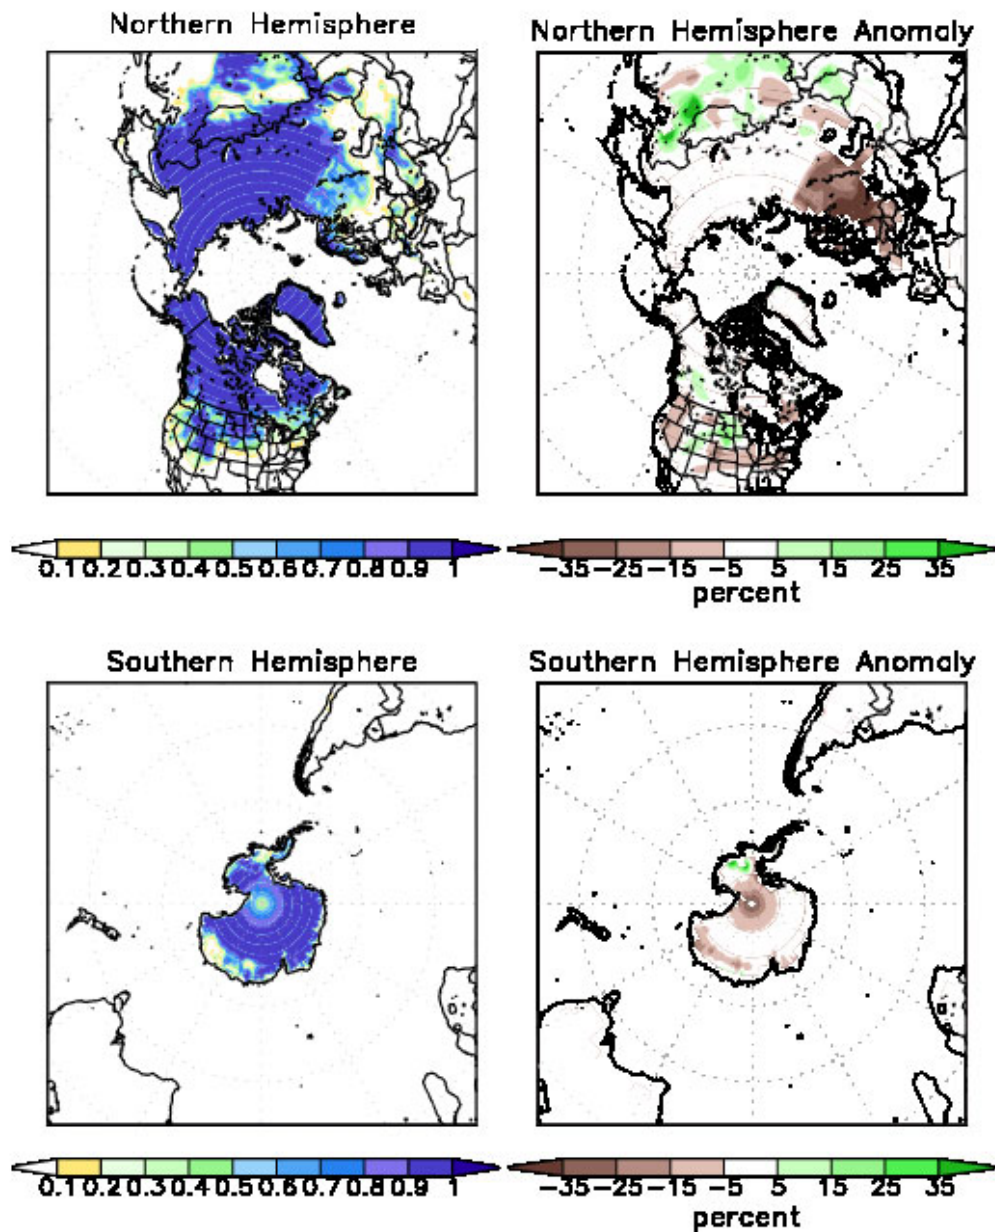 Northern Hemisphere
Northern Hemisphere Anomaly
0.1 0.2 0.3 0.4 0.5 0.6 0.7 0.8 0.9 1
-35 -25 -15 -5 5 15 25 35
percent
Southern Hemisphere
Southern Hemisphere Anomaly
0.1 0.2 0.3 0.4 0.5 0.6 0.7 0.8 0.9 1
-35 -25 -15 -5 5 15 25 35
percent